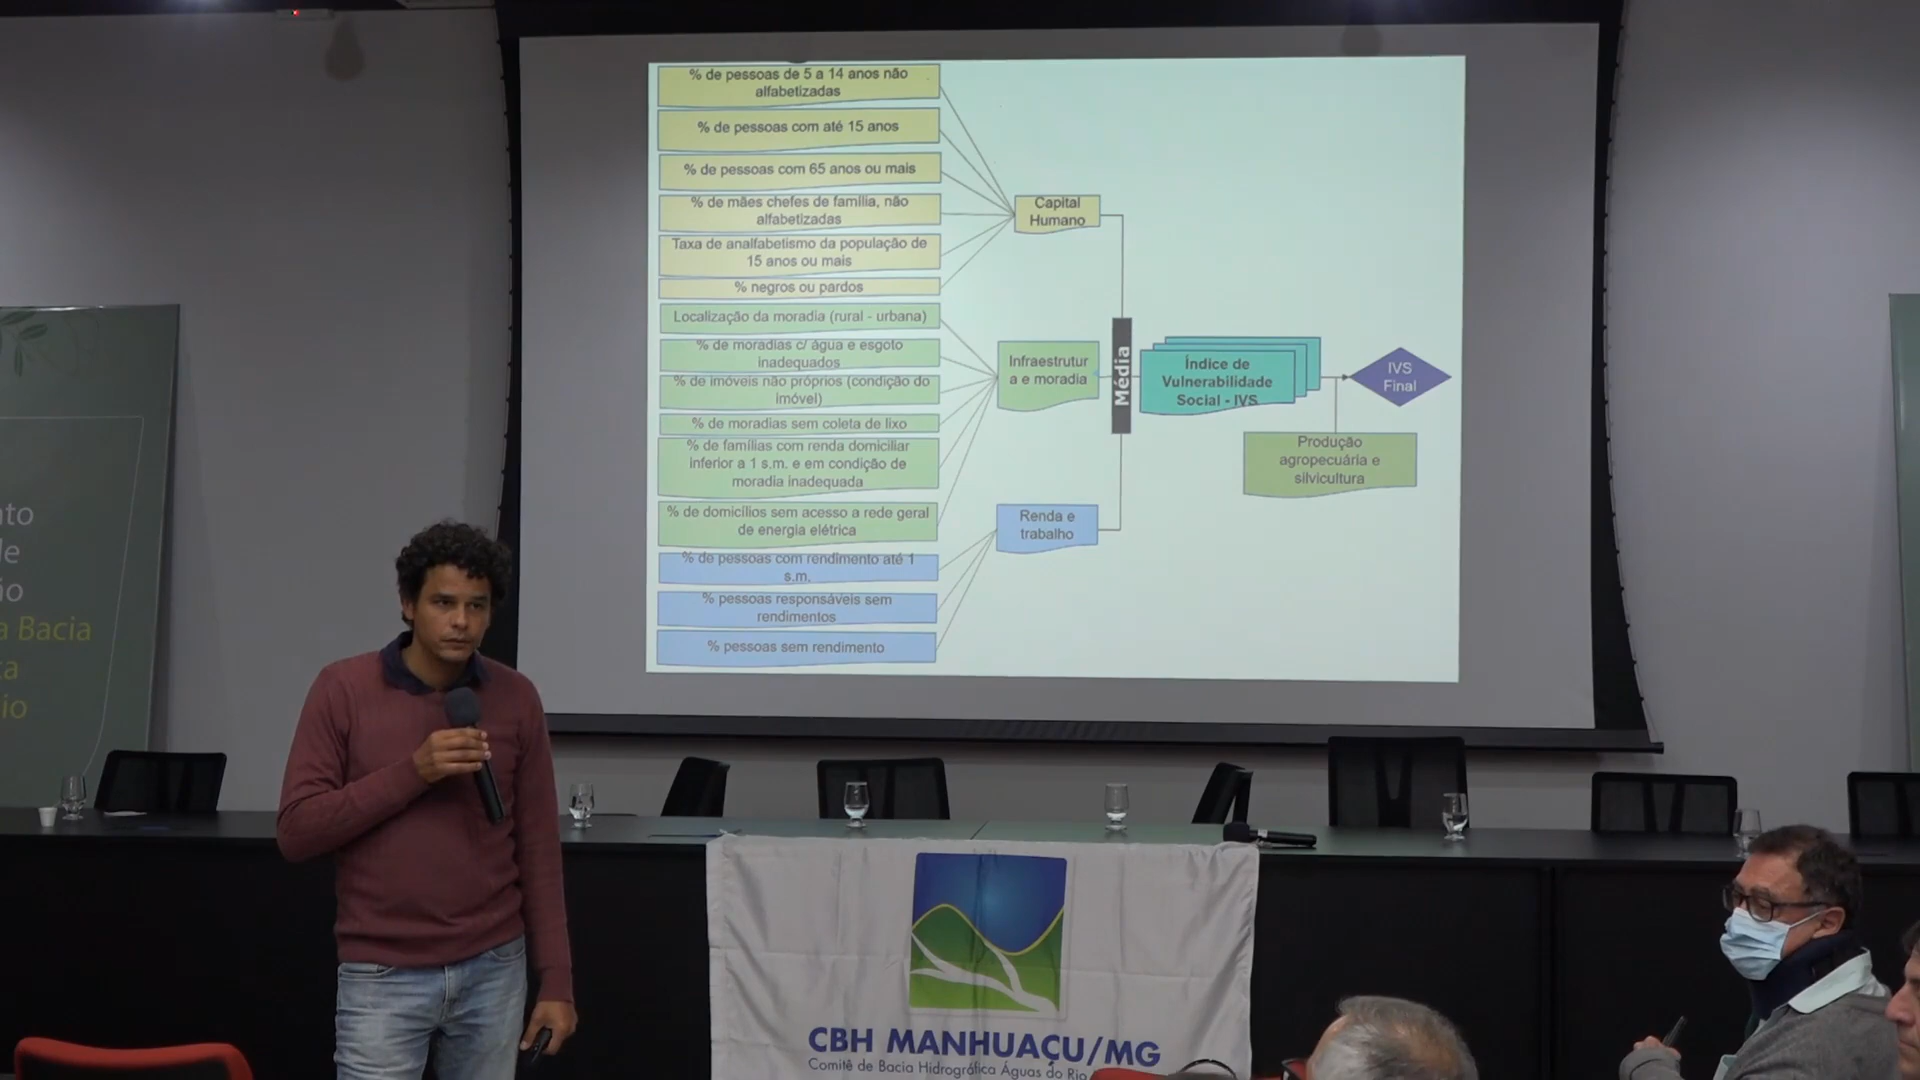 % de pessoas de 5 a 14 anos não
alfabetizadas
% de pessoas com até 15 anos
% de pessoas com 65 anos ou mais
% de mães chefes de família, não
alfabetizadas
Taxa de analfabetismo da população de
15 anos ou mais
% negros ou pardos
Localização da moradia (rural - urbana)
% de moradias c/ água e esgoto
inadequados
% de imóveis não próprios (condição do
imóvel)
% de moradias sem coleta de lixo
% de famílias com renda domiciliar
inferior a 1 s.m. e em condição de
moradia inadequada
% de domicílios sem acesso a rede geral
de energia elétrica
% de pessoas com rendimento até 1
s.m.
% pessoas responsáveis sem
rendimentos
% pessoas sem rendimento
Capital
Humano
Infraestrutur
a e moradia
Renda e
trabalho
Média
Índice de
Vulnerabilidade
Social - IVS
IVS
Final
Produção
agropecuária e
silvicultura
a Bacia
CBH MANHUAÇU/MG
Comitê de Bacia Hidrográfica Águas do Rio